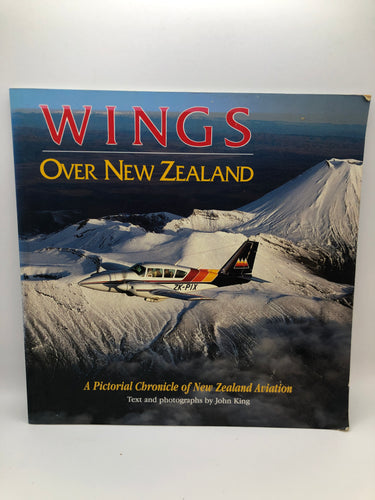 WINGS
OVER NEW ZEALAND
ZK-PIX
A Pictorial Chronicle of New Zealand Aviation
Text and photographs by John King